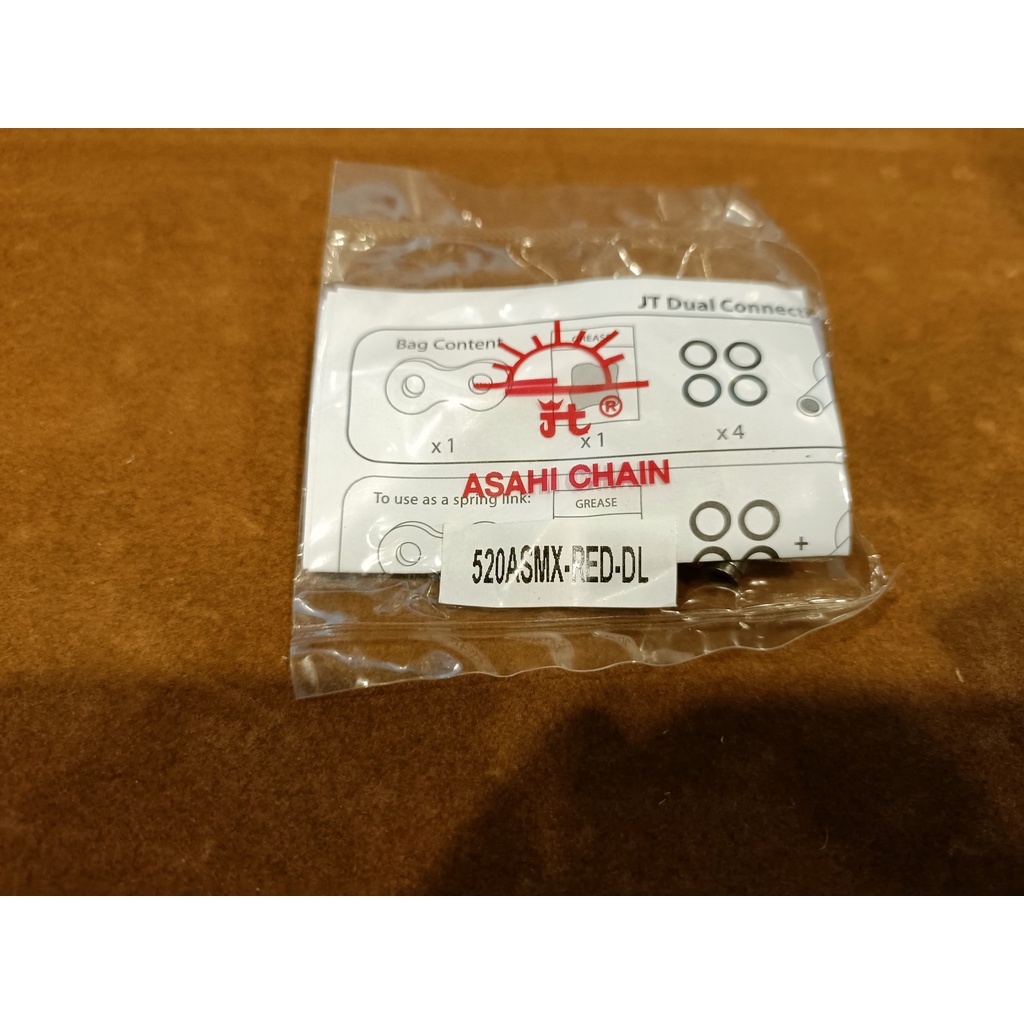 JT Dual Connect
Bag Content
GREASE
x 1
x 1
x 4
Jt ®
ASAHI CHAIN
To use as a spring link:
GREASE
+
520ASMX-RED-DL